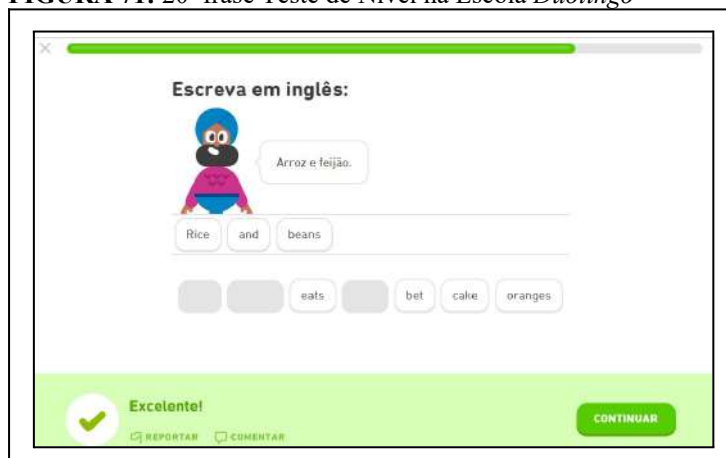 FIGURA 71: 20ª frase Teste de Nível na Escola Duolingo
Escreva em inglês:
Arroz e feijão.
Rice and beans
eats bet cake oranges
Excelente!
REPORTAR COMENTAR
CONTINUAR